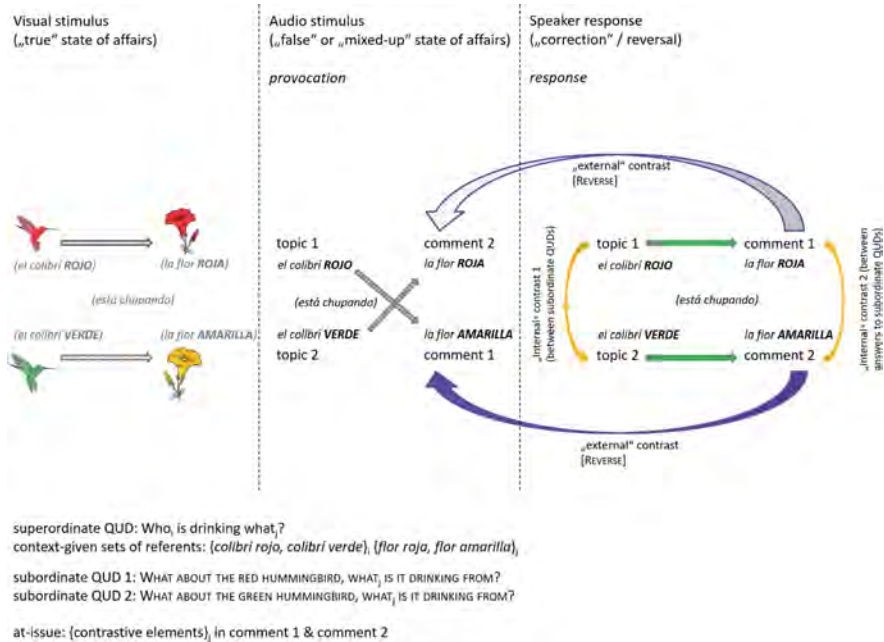 Visual stimulus
(„true" state of affairs)
Audio stimulus
(„false" or „mixed-up" state of affairs)
provocation
Speaker response
(„correction" / reversal)
response
„external" contrast
[REVERSE]
(el colibrí ROJO)
(la flor ROJA)
(está chupando)
(el colibrí VERDE)
(la flor AMARILLA)
topic 1
comment 2
el colibrí ROJO
la flor ROJA
(está chupando)
el colibrí VERDE
la flor AMARILLA
topic 2
comment 1
„internal" contrast 1
(between subordinate QUDs)
topic 1
comment 1
el colibrí ROJO
la flor ROJA
(está chupando)
el colibrí VERDE
la flor AMARILLA
topic 2
comment 2
„internal" contrast 2 (between
answers to subordinate QUDs)
„external" contrast
[REVERSE]
superordinate QUD: Who_i is drinking what_j?
context-given sets of referents: {colibrí rojo, colibrí verde}_i {flor roja, flor amarilla}_j
subordinate QUD 1: WHAT ABOUT THE RED HUMMINGBIRD, WHAT_j IS IT DRINKING FROM?
subordinate QUD 2: WHAT ABOUT THE GREEN HUMMINGBIRD, WHAT_j IS IT DRINKING FROM?
at-issue: {contrastive elements}_j in comment 1 & comment 2